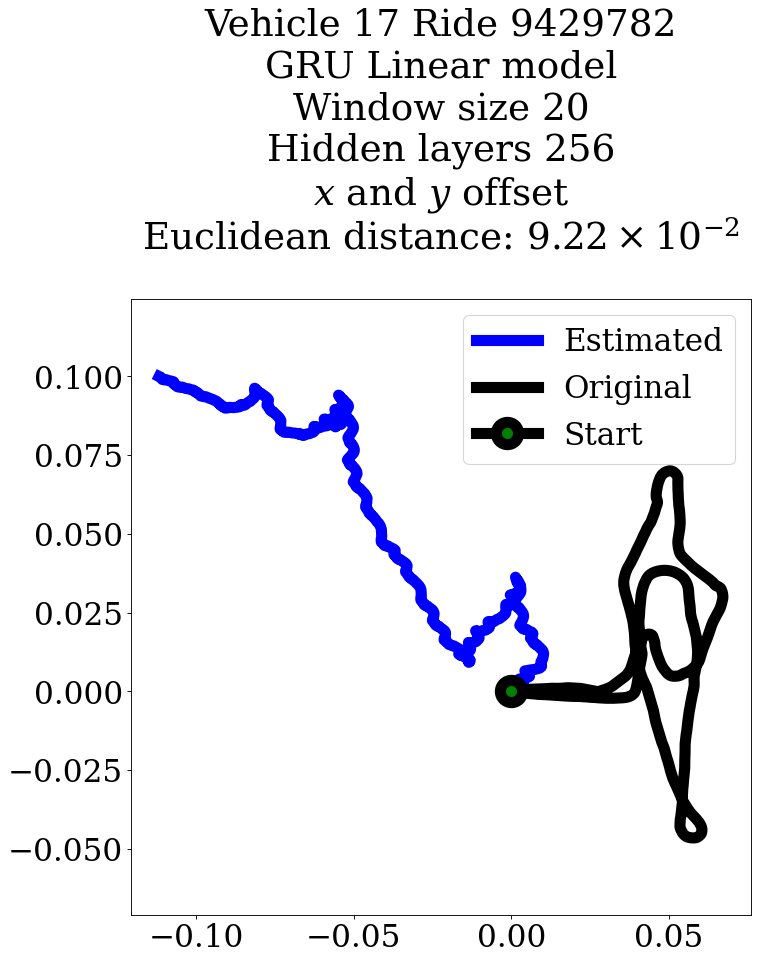 Vehicle 17 Ride 9429782
GRU Linear model
Window size 20
Hidden layers 256
x and y offset
Euclidean distance: 9.22 × 10⁻²
Estimated
Original
Start
0.100
0.075
0.050
0.025
0.000
−0.025
−0.050
−0.10 −0.05 0.00 0.05